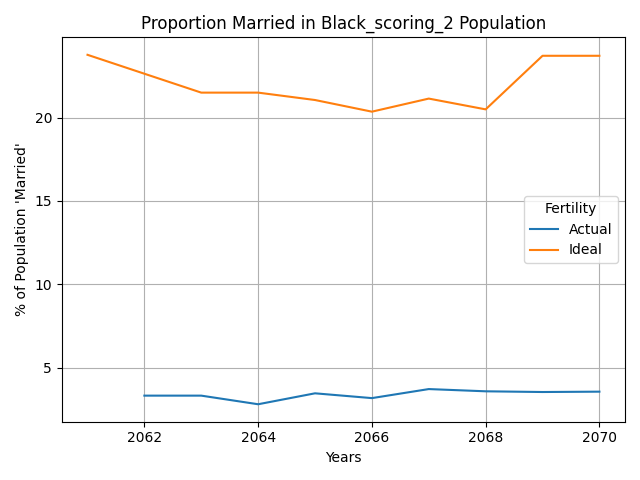 Proportion Married in Black_scoring_2 Population
% of Population 'Married'
20
15
10
5
Fertility
Actual
Ideal
2062 2064 2066 2068 2070
Years